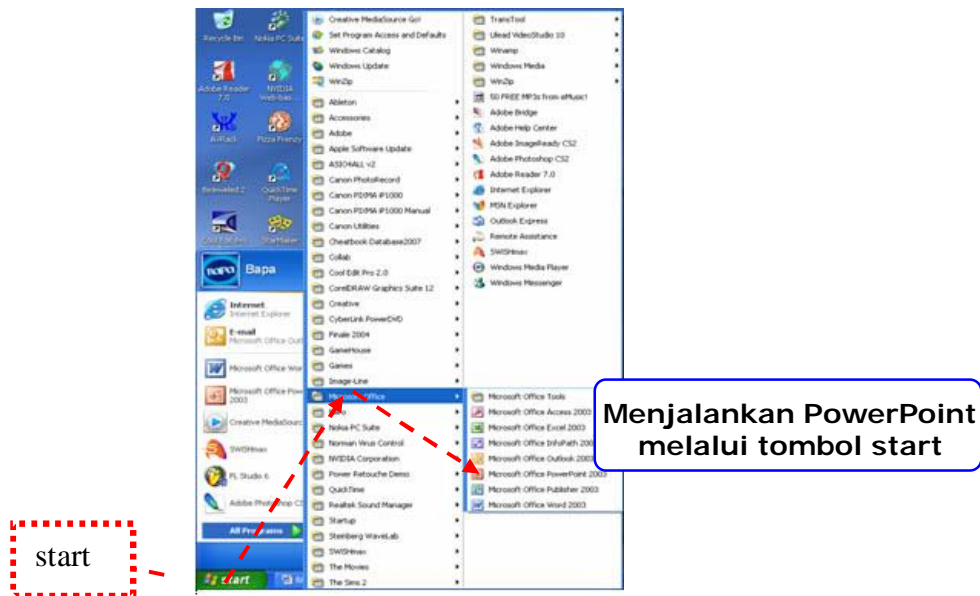 Recycle Bin
Nokia PC Suite
Adobe Reader 7.0
NVIDIA
Pizza Frenzy
Bejeweled 2
QuickTime Player
StarMaker
Bapa
Internet
Internet Explorer
E-mail
Microsoft Office Out
Microsoft Office Wor
Microsoft Office Pow
2003
Creative MediaSourc
SWiSHmax
FL Studio 6
Adobe Photoshop CS
All Programs
start
Creative MediaSource Go!
Set Program Access and Defaults
Windows Catalog
Windows Update
WinZip
Ableton
Accessories
Adobe
Apple Software Update
ASIO4ALL v2
Canon PhotoRecord
Canon PIXMA iP1000
Canon PIXMA iP1000 Manual
Canon Utilities
Cheatbook Database2007
Collab
Cool Edit Pro 2.0
CorelDRAW Graphics Suite 12
Creative
CyberLink PowerDVD
Finale 2004
GameHouse
Games
Image-Line
Microsoft Office
Nokia PC Suite
Norman Virus Control
NVIDIA Corporation
Power Retouche Demo
QuickTime
Realtek Sound Manager
Startup
Steinberg WaveLab
SWiSHmax
The Movies
The Sims 2
TransTool
Ulead VideoStudio 10
Winamp
Windows Media
WinZip
50 FREE MP3s from eMusic!
Adobe Bridge
Adobe Help Center
Adobe ImageReady CS2
Adobe Photoshop CS2
Adobe Reader 7.0
Internet Explorer
MSN Explorer
Outlook Express
Remote Assistance
SWiSHmax
Windows Media Player
Windows Messenger
Microsoft Office Tools
Microsoft Office Access 2003
Microsoft Office Excel 2003
Microsoft Office InfoPath 200
Microsoft Office Outlook 2003
Microsoft Office PowerPoint 2003
Microsoft Office Publisher 2003
Microsoft Office Word 2003
Menjalankan PowerPoint
melalui tombol start
start